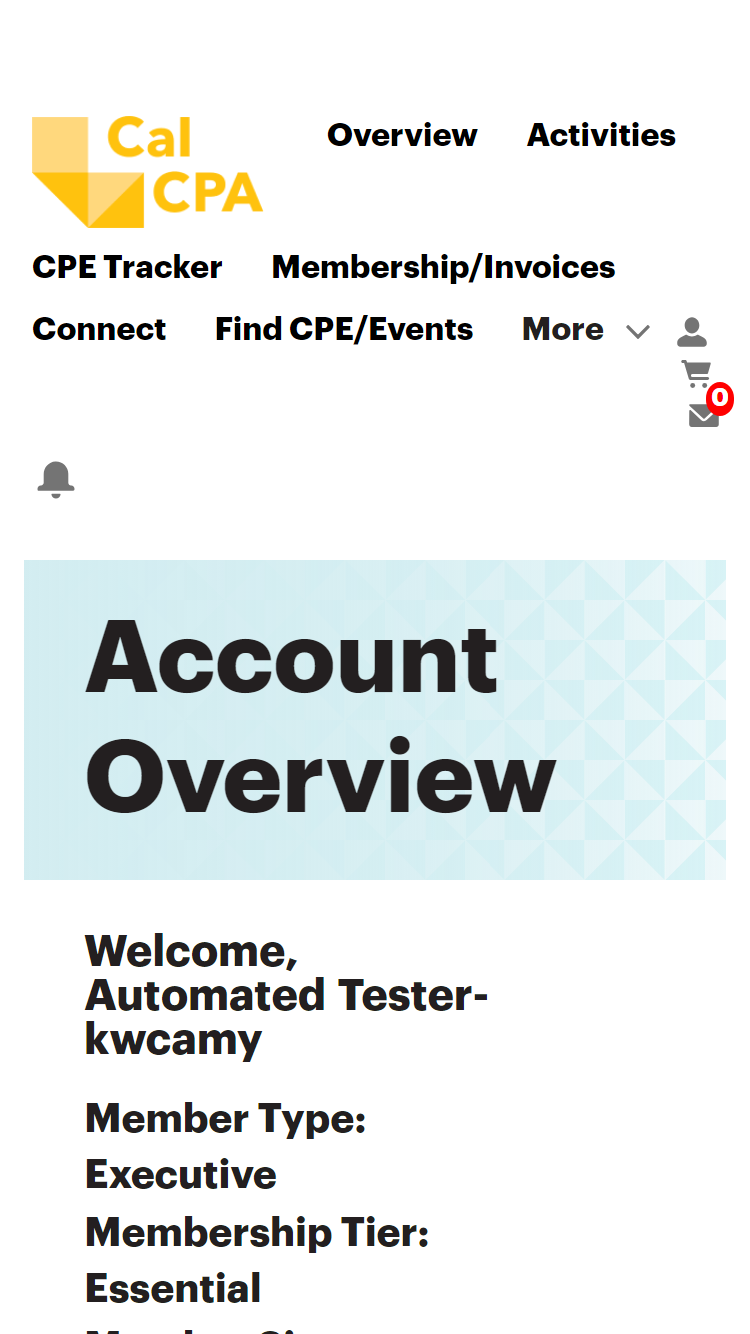 Cal
CPA
Overview Activities
CPE Tracker Membership/Invoices
Connect Find CPE/Events More
0
Account
Overview
Welcome,
Automated Tester-
kwcamy
Member Type:
Executive
Membership Tier:
Essential